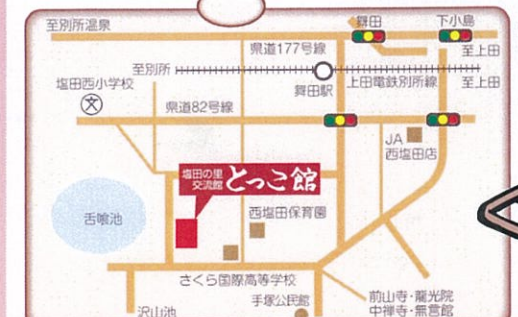 至別所温泉
舞田
下小島
県道177号線
至上田
至別所
塩田西小学校
文
舞田駅
上田電鉄別所線
至上田
県道82号線
JA
西塩田店
塩田の里
交流館
とっこ館
舌喰池
西塩田保育園
さくら国際高等学校
手塚公民館
前山寺・龍光院
中禅寺・無言館
沢山池